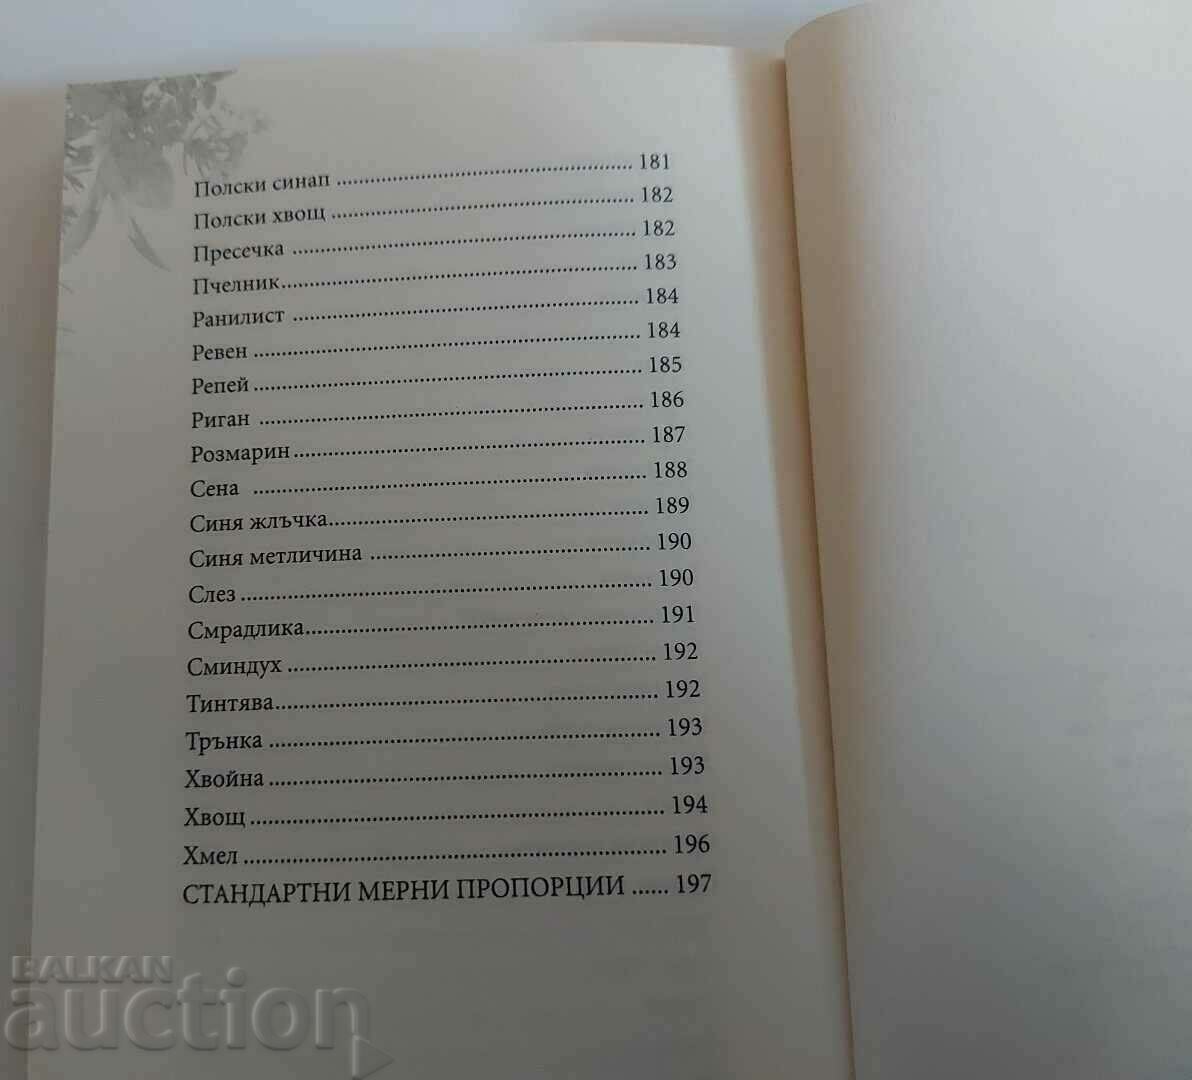 Полски синап ........ 181
Полски хвощ ........ 182
Пресечка ........ 182
Пчелник ........ 183
Ранилист ........ 184
Ревен ........ 184
Репей ........ 185
Риган ........ 186
Розмарин ........ 187
Сена ........ 188
Синя жлъчка ........ 189
Синя метличина ........ 190
Слез ........ 190
Смрадлика ........ 191
Сминдух ........ 192
Тинтява ........ 192
Трънка ........ 193
Хвойна ........ 193
Хвощ ........ 194
Хмел ........ 196
СТАНДАРТНИ МЕРНИ ПРОПОРЦИИ ...... 197
BALKAN
auction